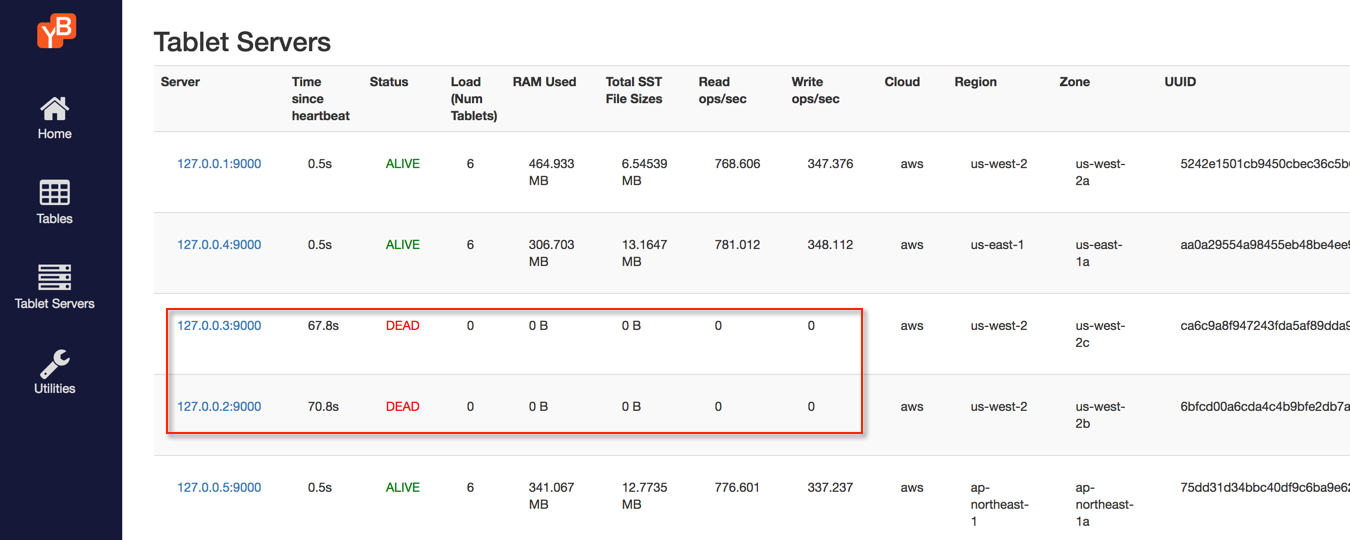 YB
Home
Tables
Tablet Servers
Utilities
Tablet Servers
Server Time since heartbeat Status Load (Num Tablets) RAM Used Total SST File Sizes Read ops/sec Write ops/sec Cloud Region Zone UUID
127.0.0.1:9000 0.5s ALIVE 6 464.933 MB 6.54539 MB 768.606 347.376 aws us-west-2 us-west-2a 5242e1501cb9450cbec36c5b
127.0.0.4:9000 0.5s ALIVE 6 306.703 MB 13.1647 MB 781.012 348.112 aws us-east-1 us-east-1a aa0a29554a98455eb48be4ee
127.0.0.3:9000 67.8s DEAD 0 0 B 0 B 0 0 aws us-west-2 us-west-2c ca6c9a8f947243fda5af89dda
127.0.0.2:9000 70.8s DEAD 0 0 B 0 B 0 0 aws us-west-2 us-west-2b 6bfcd00a6cda4c4b9bfe2db7a
127.0.0.5:9000 0.5s ALIVE 6 341.067 MB 12.7735 MB 776.601 337.237 aws ap-northeast-1 ap-northeast-1a 75dd31d34bbc40df9c6ba9e62